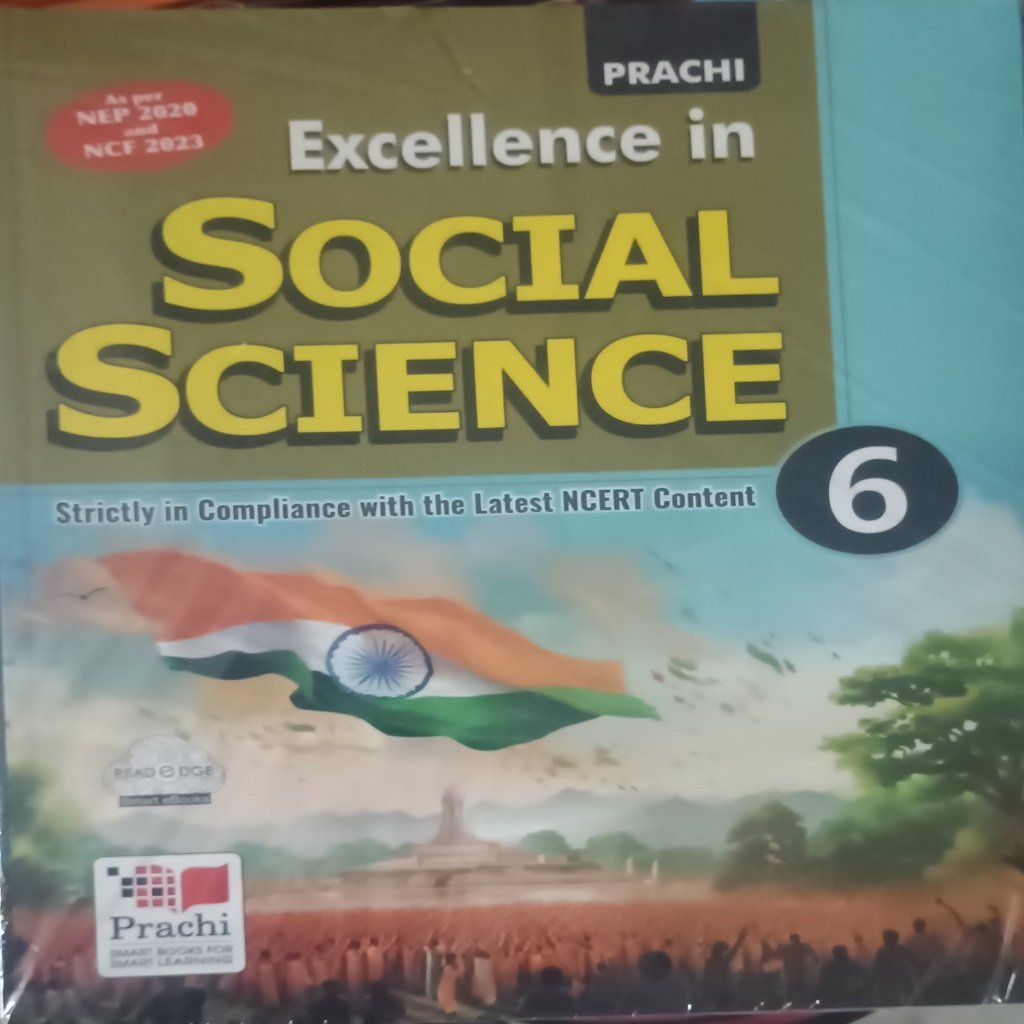 PRACHI
As per
NEP 2020
and
NCF 2023
Excellence in
SOCIAL
SCIENCE
6
Strictly in Compliance with the Latest NCERT Content
READ e DGE
Smart eBooks
Prachi
SMART BOOKS FOR
SMART LEARNING